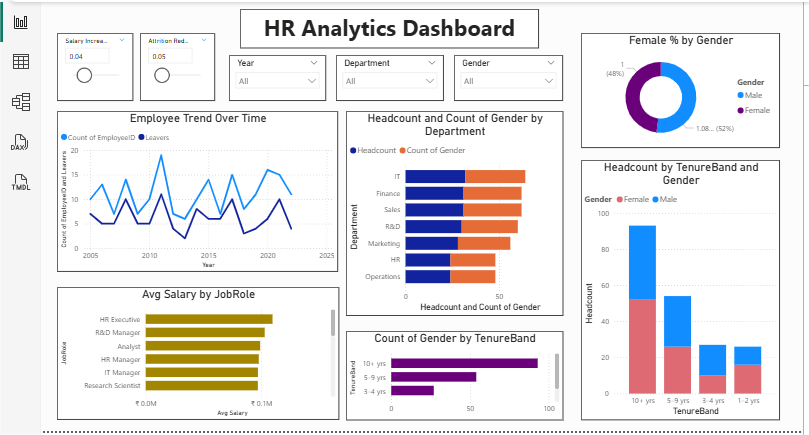 HR Analytics Dashboard
Salary Increa...
0.04
Attrition Red...
0.05
Year
All
Department
All
Gender
All
Female % by Gender
1
(48%)
1.08... (52%)
Gender
Male
Female
Employee Trend Over Time
Count of EmployeeID
Leavers
Count of EmployeeID and Leavers
20
15
10
5
0
2005
2010
2015
2020
2025
Year
Headcount and Count of Gender by
Department
Headcount
Count of Gender
Department
IT
Finance
Sales
R&D
Marketing
HR
Operations
0
50
Headcount and Count of Gender
Headcount by TenureBand and
Gender
Gender
Female
Male
Headcount
100
80
60
40
20
0
10+ yrs
5-9 yrs
3-4 yrs
1-2 yrs
TenureBand
Avg Salary by JobRole
JobRole
HR Executive
R&D Manager
Analyst
HR Manager
IT Manager
Research Scientist
₹ 0.0M
₹ 0.1M
Avg Salary
Count of Gender by TenureBand
TenureBand
10+ yrs
5-9 yrs
3-4 yrs
0
50
100
DAX
TMDL